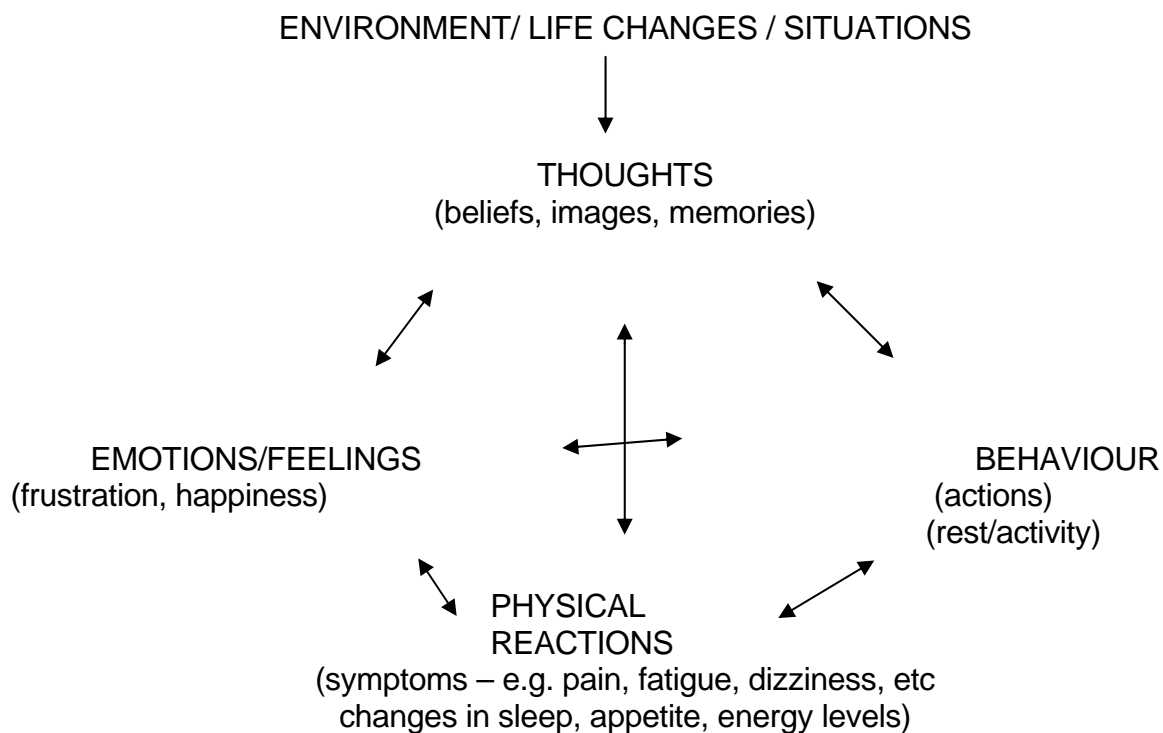 ENVIRONMENT/ LIFE CHANGES / SITUATIONS
THOUGHTS
(beliefs, images, memories)
EMOTIONS/FEELINGS
(frustration, happiness)
BEHAVIOUR
(actions)
(rest/activity)
PHYSICAL
REACTIONS
(symptoms – e.g. pain, fatigue, dizziness, etc
changes in sleep, appetite, energy levels)